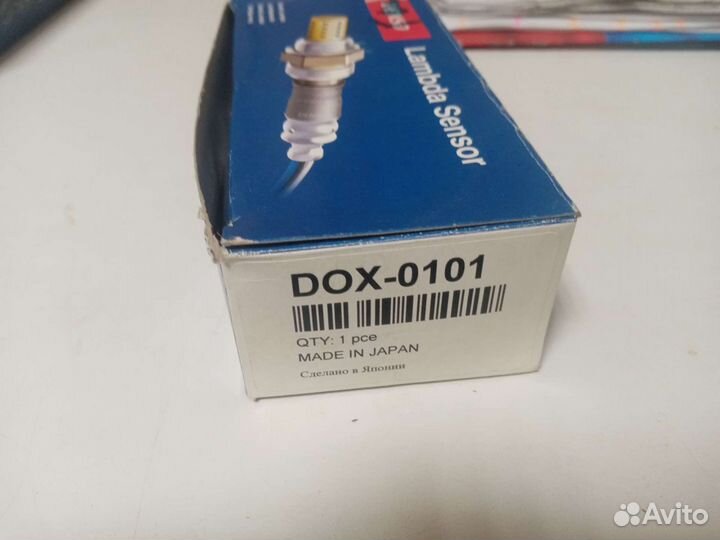 Lambda Sensor
DOX-0101
QTY: 1 pce
MADE IN JAPAN
Сделано в Японии
Avito